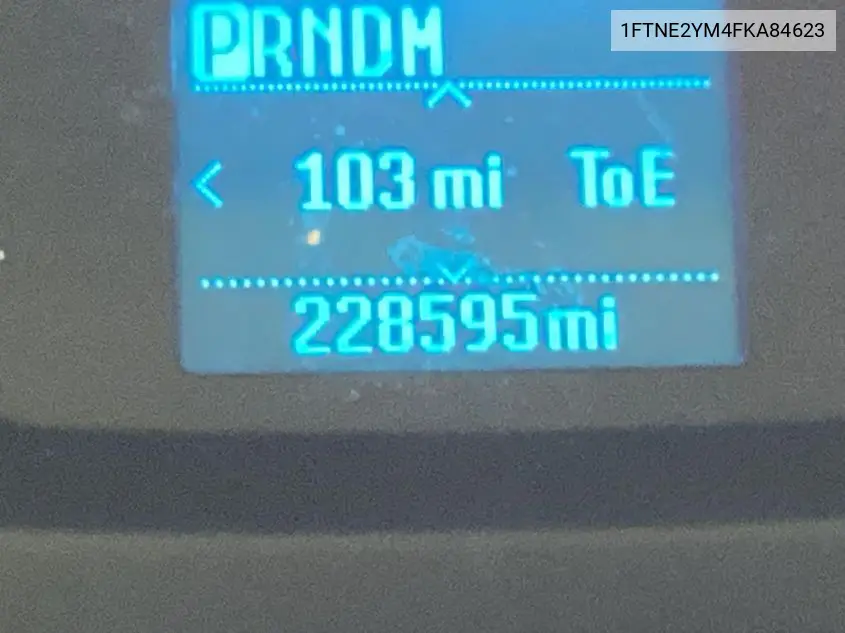 1FTNE2YM4FKA84623
PRNDM
< 103 mi ToE
228595mi